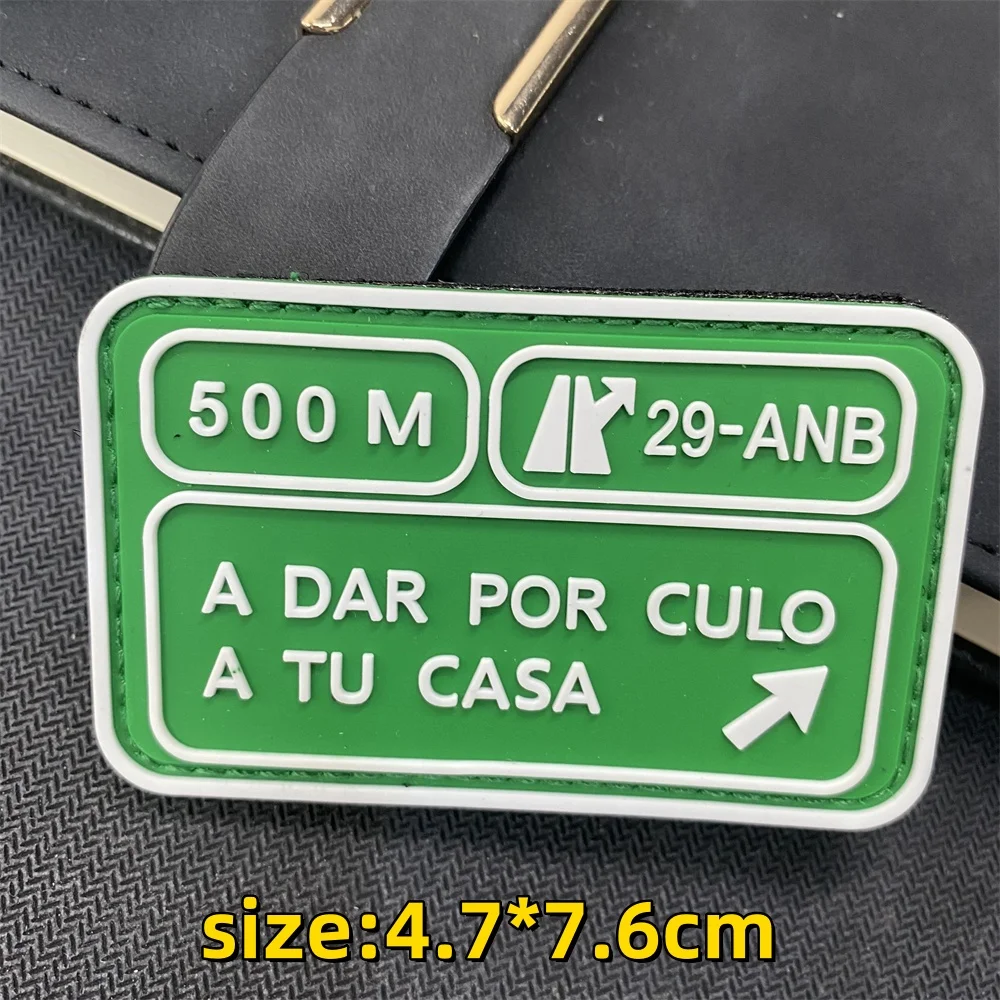 500 M
29-ANB
A DAR POR CULO
A TU CASA
size:4.7*7.6cm